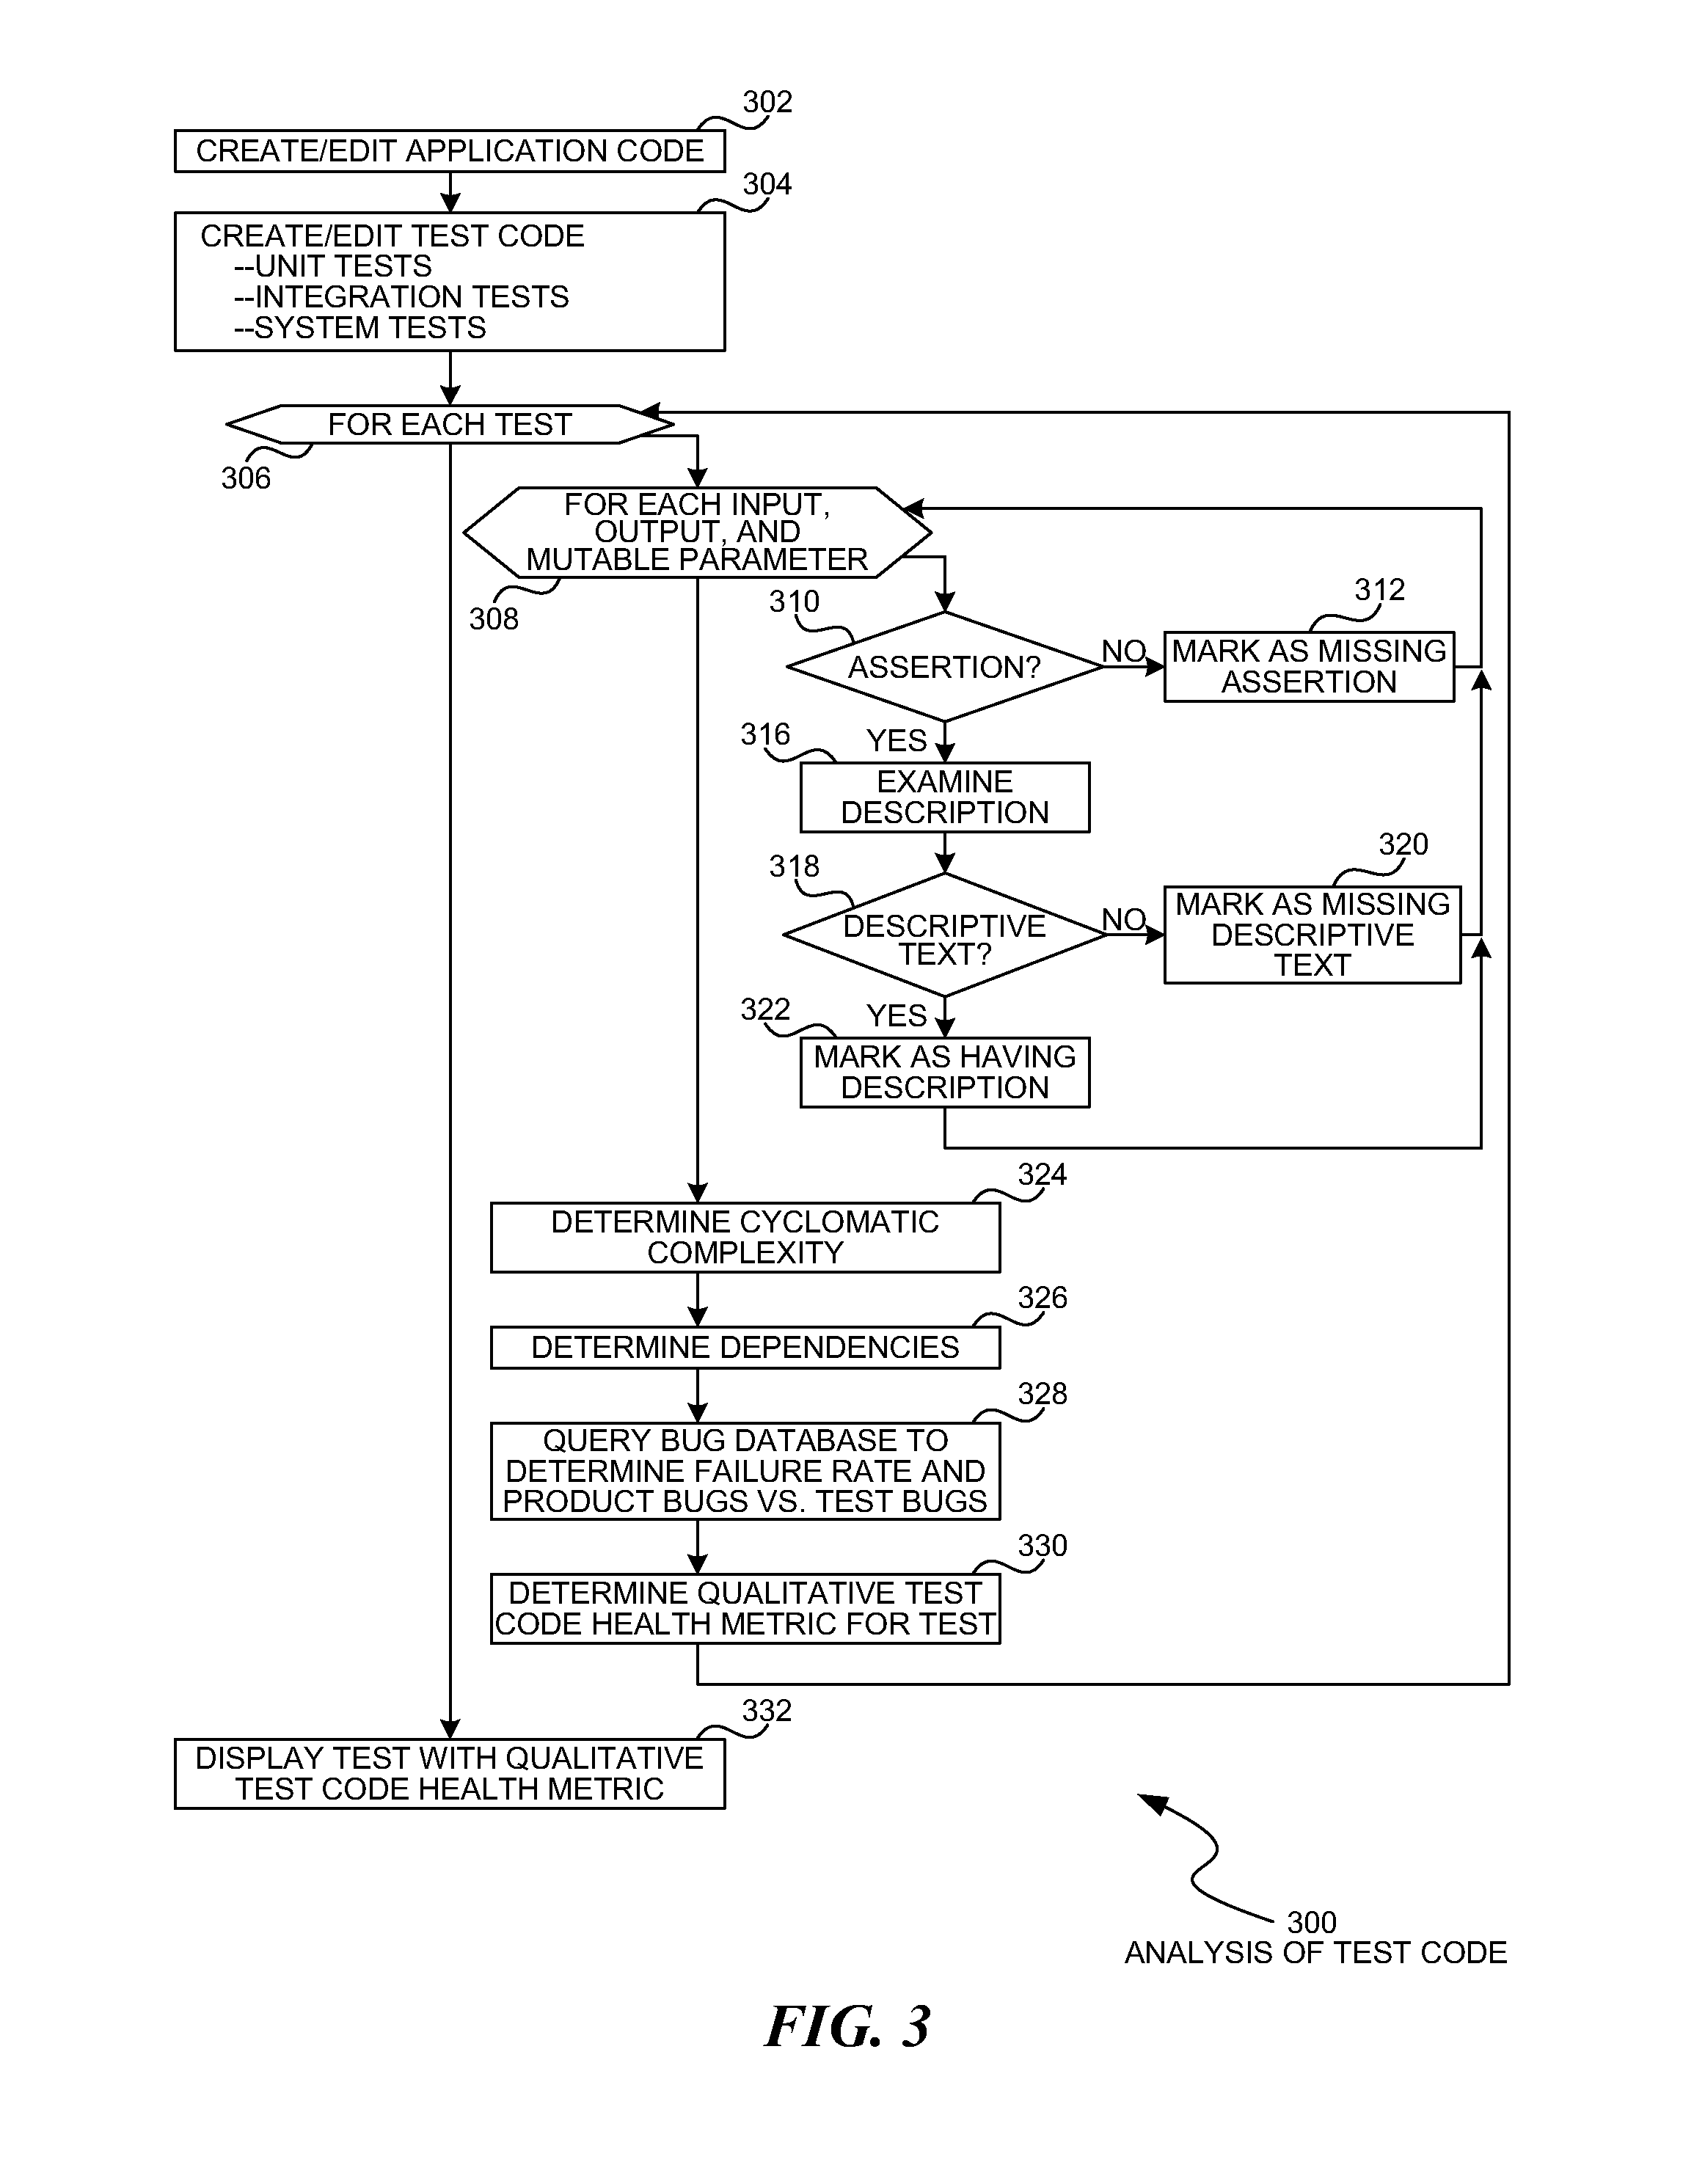 302
CREATE/EDIT APPLICATION CODE
304
CREATE/EDIT TEST CODE
--UNIT TESTS
--INTEGRATION TESTS
--SYSTEM TESTS
FOR EACH TEST
306
FOR EACH INPUT,
OUTPUT, AND
MUTABLE PARAMETER
308
310
ASSERTION?
NO
312
MARK AS MISSING
ASSERTION
YES
316
EXAMINE
DESCRIPTION
318
DESCRIPTIVE
TEXT?
NO
320
MARK AS MISSING
DESCRIPTIVE
TEXT
YES
322
MARK AS HAVING
DESCRIPTION
324
DETERMINE CYCLOMATIC
COMPLEXITY
326
DETERMINE DEPENDENCIES
328
QUERY BUG DATABASE TO
DETERMINE FAILURE RATE AND
PRODUCT BUGS VS. TEST BUGS
330
DETERMINE QUALITATIVE TEST
CODE HEALTH METRIC FOR TEST
332
DISPLAY TEST WITH QUALITATIVE
TEST CODE HEALTH METRIC
300
ANALYSIS OF TEST CODE
FIG. 3